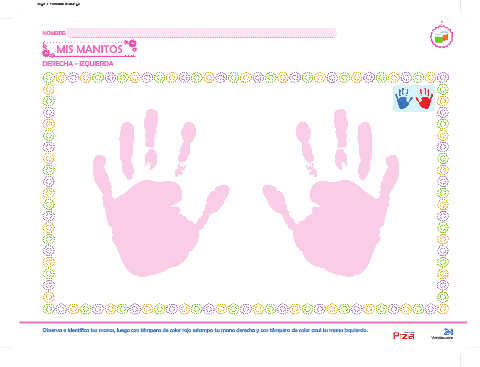 NOMBRE:
MIS MANITOS
DERECHA - IZQUIERDA
Observa e identifica tus manos, luego con témpera de color rojo estampa tu mano derecha y con témpera de color azul tu mano izquierda.